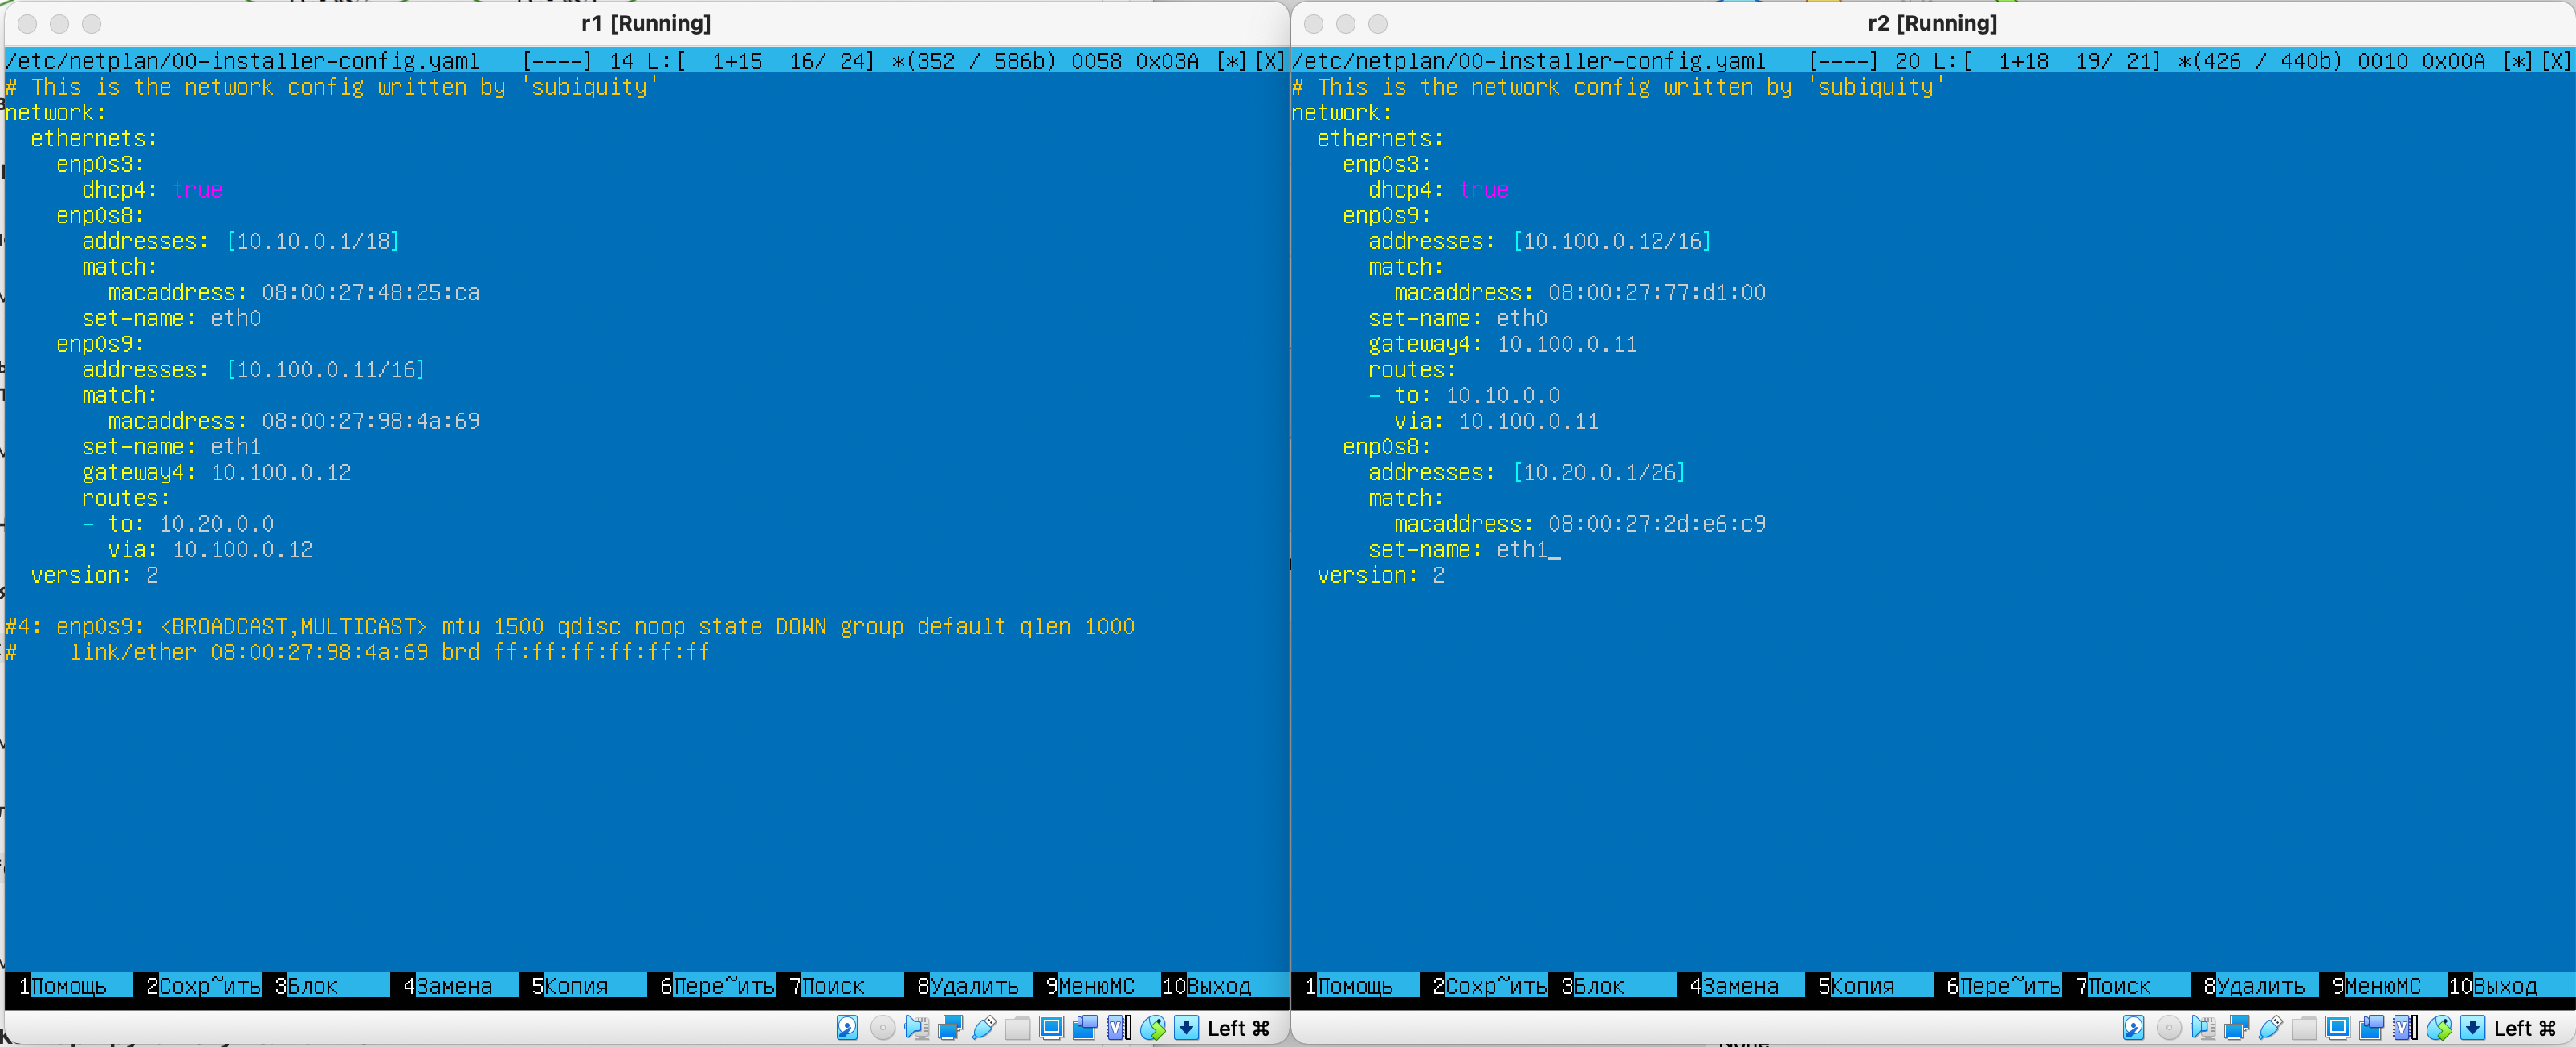 r1 [Running]
/etc/netplan/00-installer-config.yaml [----] 14 L:[ 1+15 16/ 24] *(352 / 586b) 0058 0x03A [*][X]
# This is the network config written by 'subiquity'
network:
  ethernets:
    enp0s3:
      dhcp4: true
    enp0s8:
      addresses: [10.10.0.1/18]
      match:
        macaddress: 08:00:27:48:25:ca
      set-name: eth0
    enp0s9:
      addresses: [10.100.0.11/16]
      match:
        macaddress: 08:00:27:98:4a:69
      set-name: eth1
      gateway4: 10.100.0.12
      routes:
      - to: 10.20.0.0
        via: 10.100.0.12
  version: 2
#4: enp0s9: <BROADCAST,MULTICAST> mtu 1500 qdisc noop state DOWN group default qlen 1000
#    link/ether 08:00:27:98:4a:69 brd ff:ff:ff:ff:ff:ff
1Помощь 2Сохр~ить 3Блок 4Замена 5Копия 6Пере~ить 7Поиск 8Удалить 9МенюMC 10Выход
Left ⌘
r2 [Running]
/etc/netplan/00-installer-config.yaml [----] 20 L:[ 1+18 19/ 21] *(426 / 440b) 0010 0x00A [*][X]
# This is the network config written by 'subiquity'
network:
  ethernets:
    enp0s3:
      dhcp4: true
    enp0s9:
      addresses: [10.100.0.12/16]
      match:
        macaddress: 08:00:27:77:d1:00
      set-name: eth0
      gateway4: 10.100.0.11
      routes:
      - to: 10.10.0.0
        via: 10.100.0.11
    enp0s8:
      addresses: [10.20.0.1/26]
      match:
        macaddress: 08:00:27:2d:e6:c9
      set-name: eth1_
  version: 2
1Помощь 2Сохр~ить 3Блок 4Замена 5Копия 6Пере~ить 7Поиск 8Удалить 9МенюMC 10Выход
Left ⌘